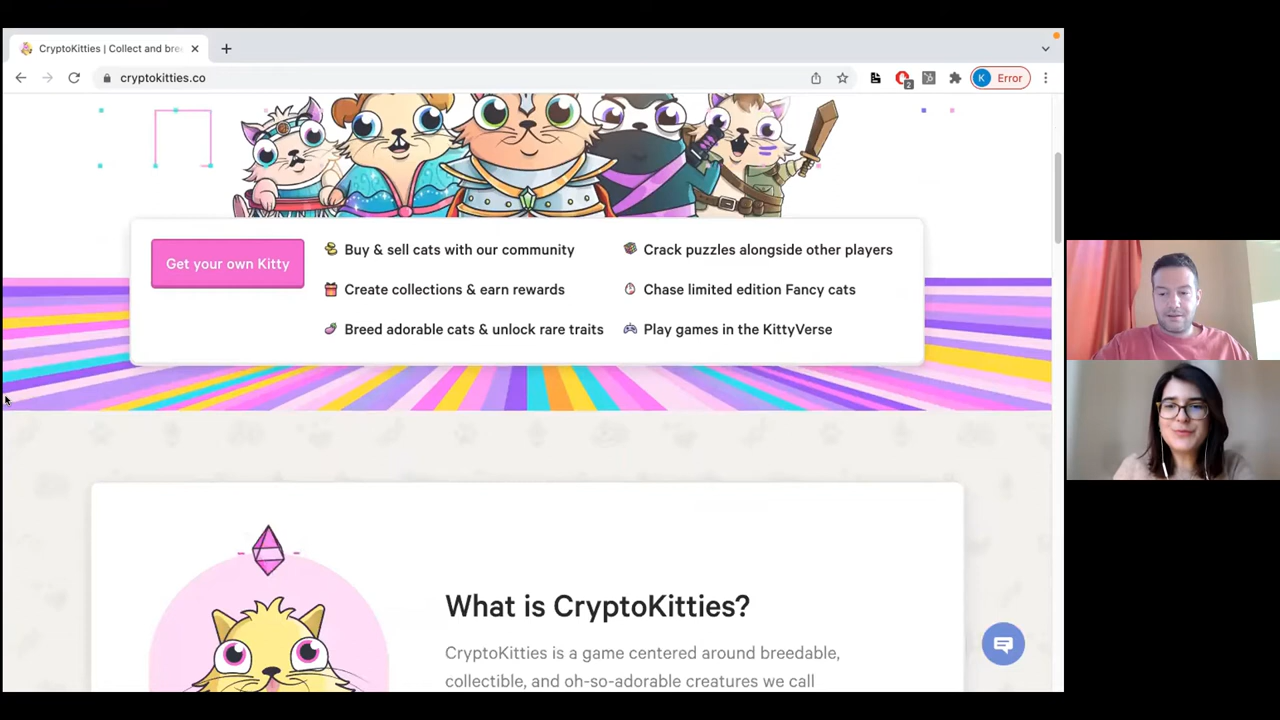 CryptoKitties | Collect and bree
cryptokitties.co
2
K Error
Get your own Kitty
Buy & sell cats with our community
Crack puzzles alongside other players
Create collections & earn rewards
Chase limited edition Fancy cats
Breed adorable cats & unlock rare traits
Play games in the KittyVerse
What is CryptoKitties?
CryptoKitties is a game centered around breedable,
collectible, and oh-so-adorable creatures we call